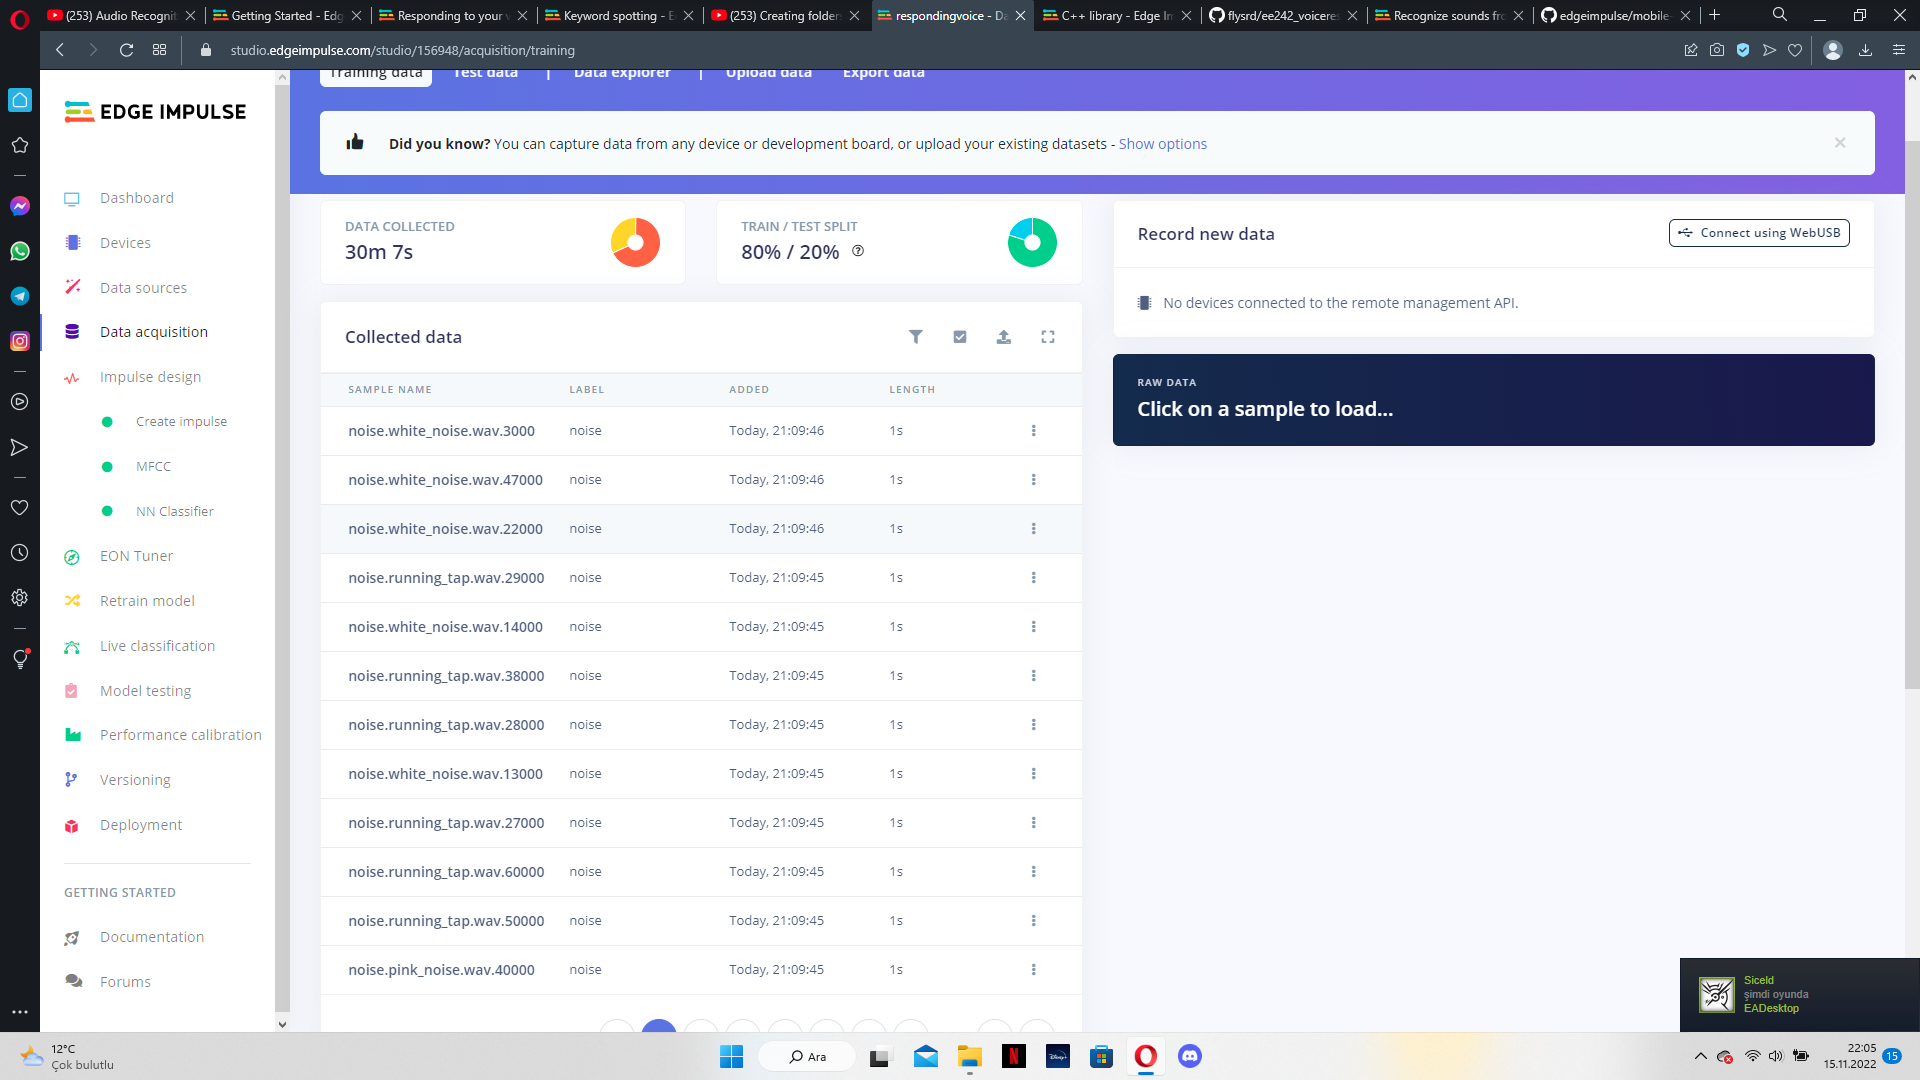 (253) Audio Recognit
Getting Started - Edg
Responding to your v
Keyword spotting - E
(253) Creating folders
respondingvoice - Da
C++ library - Edge Im
flysrd/ee242_voiceres
Recognize sounds fro
edgeimpulse/mobile-
studio.edgeimpulse.com/studio/156948/acquisition/training
Training data
Test data
|
Data explorer
|
Upload data
Export data
EDGE IMPULSE
Dashboard
Devices
Data sources
Data acquisition
Impulse design
Create impulse
MFCC
NN Classifier
EON Tuner
Retrain model
Live classification
Model testing
Performance calibration
Versioning
Deployment
GETTING STARTED
Documentation
Forums
Did you know? You can capture data from any device or development board, or upload your existing datasets - Show options
DATA COLLECTED
30m 7s
TRAIN / TEST SPLIT
80% / 20%
Collected data
SAMPLE NAME LABEL ADDED LENGTH
noise.white_noise.wav.3000 noise Today, 21:09:46 1s
noise.white_noise.wav.47000 noise Today, 21:09:46 1s
noise.white_noise.wav.22000 noise Today, 21:09:46 1s
noise.running_tap.wav.29000 noise Today, 21:09:45 1s
noise.white_noise.wav.14000 noise Today, 21:09:45 1s
noise.running_tap.wav.38000 noise Today, 21:09:45 1s
noise.running_tap.wav.28000 noise Today, 21:09:45 1s
noise.white_noise.wav.13000 noise Today, 21:09:45 1s
noise.running_tap.wav.27000 noise Today, 21:09:45 1s
noise.running_tap.wav.60000 noise Today, 21:09:45 1s
noise.running_tap.wav.50000 noise Today, 21:09:45 1s
noise.pink_noise.wav.40000 noise Today, 21:09:45 1s
Record new data
Connect using WebUSB
No devices connected to the remote management API.
RAW DATA
Click on a sample to load...
Siceld
şimdi oyunda
EADesktop
12°C
Çok bulutlu
Ara
N
Disney+
22:05
15.11.2022
15